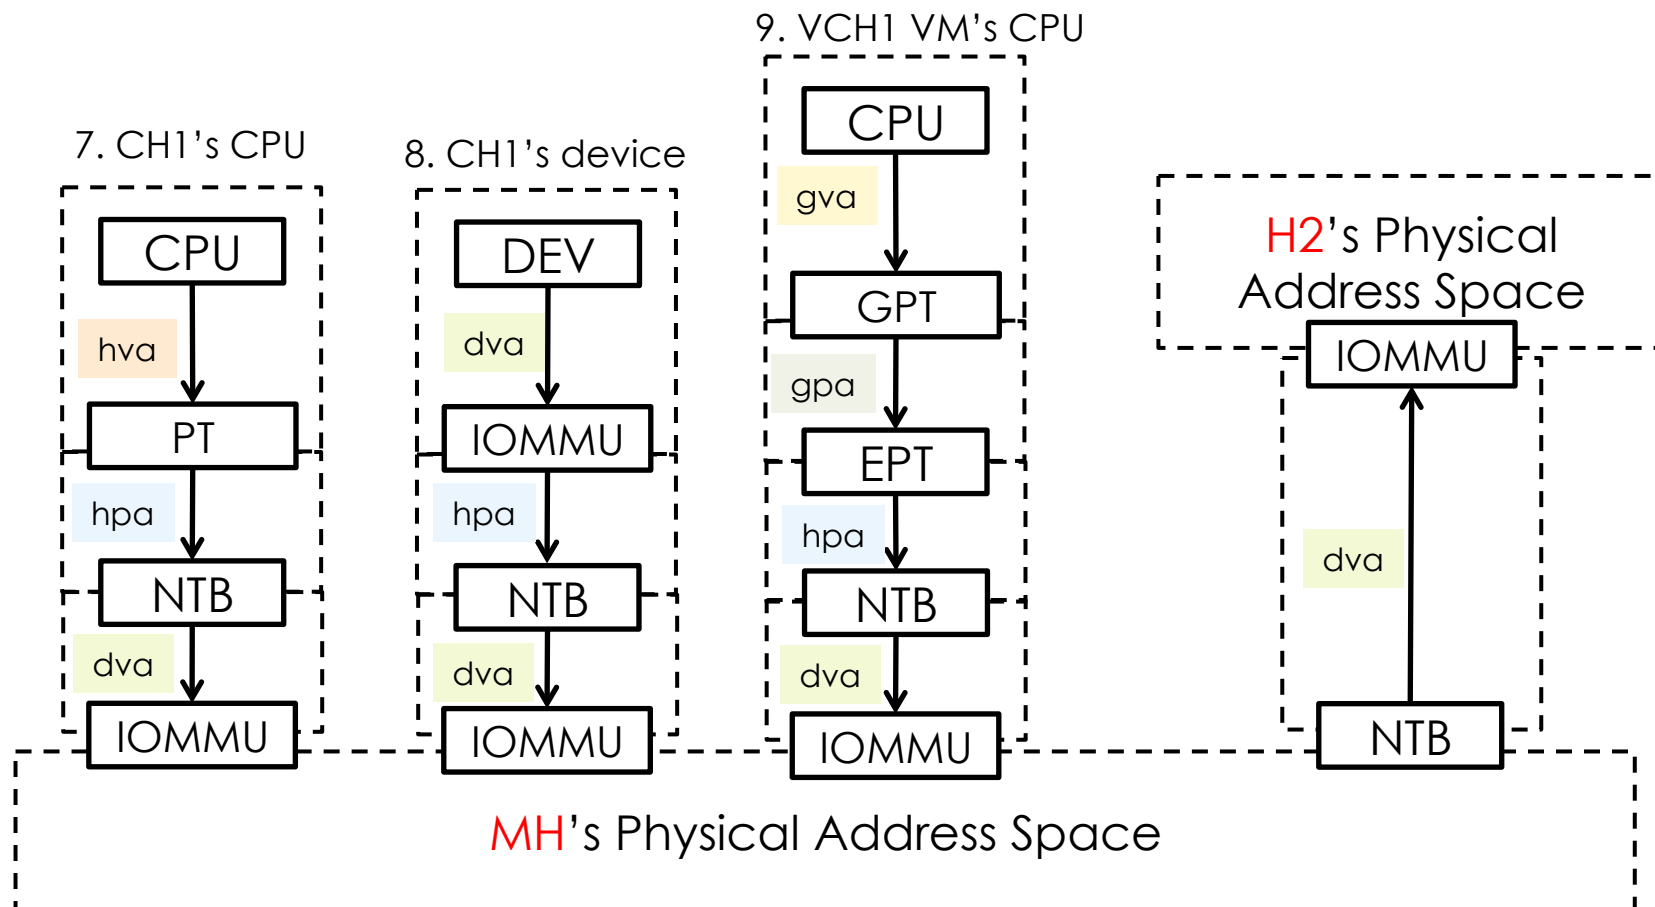 7. CH1's CPU
CPU
hva
PT
hpa
NTB
dva
IOMMU
8. CH1's device
DEV
dva
IOMMU
hpa
NTB
dva
IOMMU
9. VCH1 VM's CPU
CPU
gva
GPT
gpa
EPT
hpa
NTB
dva
IOMMU
H2's Physical
Address Space
IOMMU
dva
NTB
MH's Physical Address Space